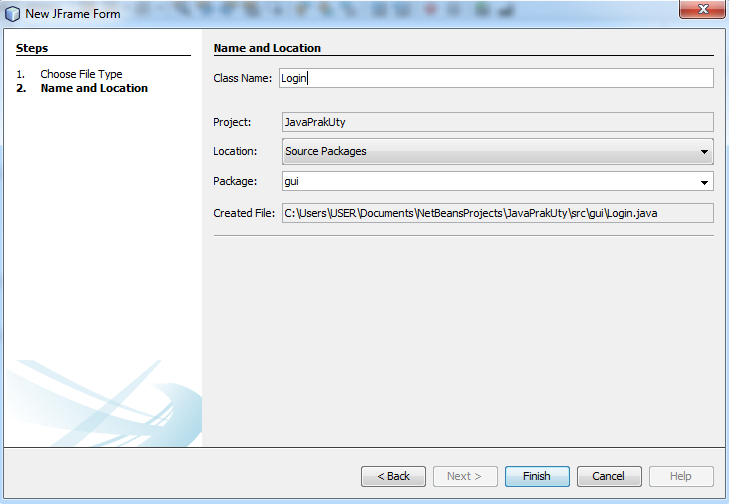 New JFrame Form
Steps
1. Choose File Type
2. Name and Location
Name and Location
Class Name: Login
Project: JavaPrakUty
Location: Source Packages
Package: gui
Created File: C:\Users\USER\Documents\NetBeansProjects\JavaPrakUty\src\gui\Login.java
< Back Next > Finish Cancel Help